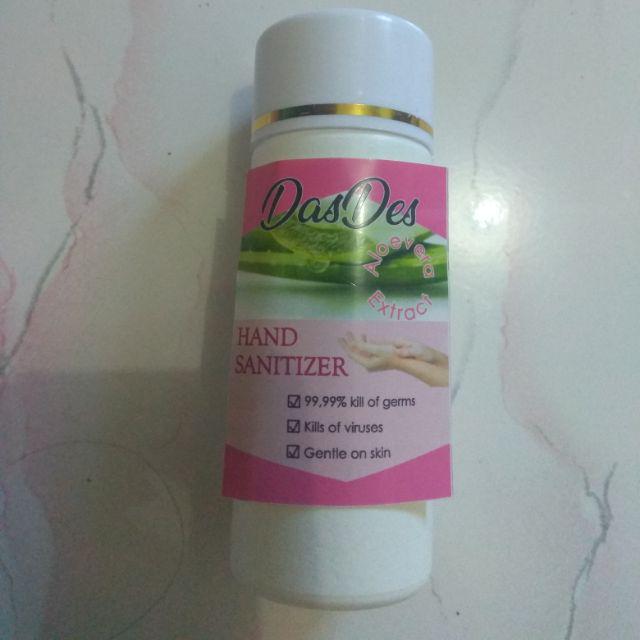 DasDes
Aloevera
Extract
HAND
SANITIZER
☑ 99,99% kill of germs
☑ Kills of viruses
☑ Gentle on skin